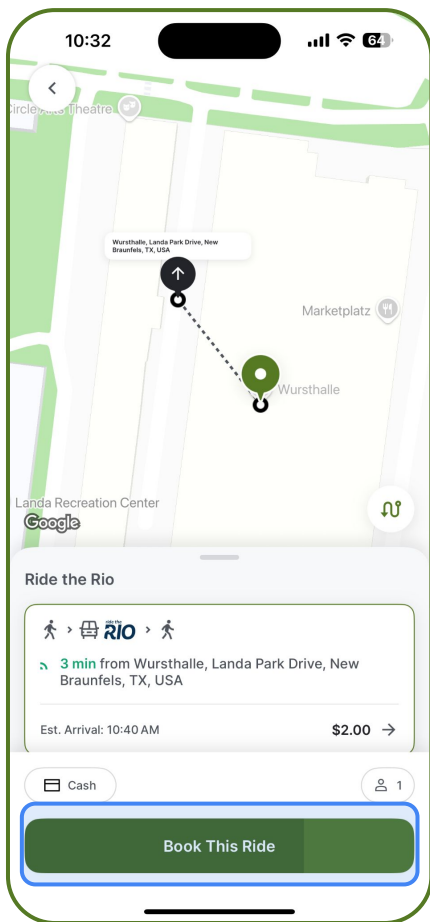 10:32
64
Circle Arts Theatre
Wursthalle, Landa Park Drive, New
Braunfels, TX, USA
Marketplatz
Wursthalle
Landa Recreation Center
Google
Ride the Rio
ride the
RIO
3 min from Wursthalle, Landa Park Drive, New
Braunfels, TX, USA
Est. Arrival: 10:40 AM
$2.00
Cash
1
Book This Ride